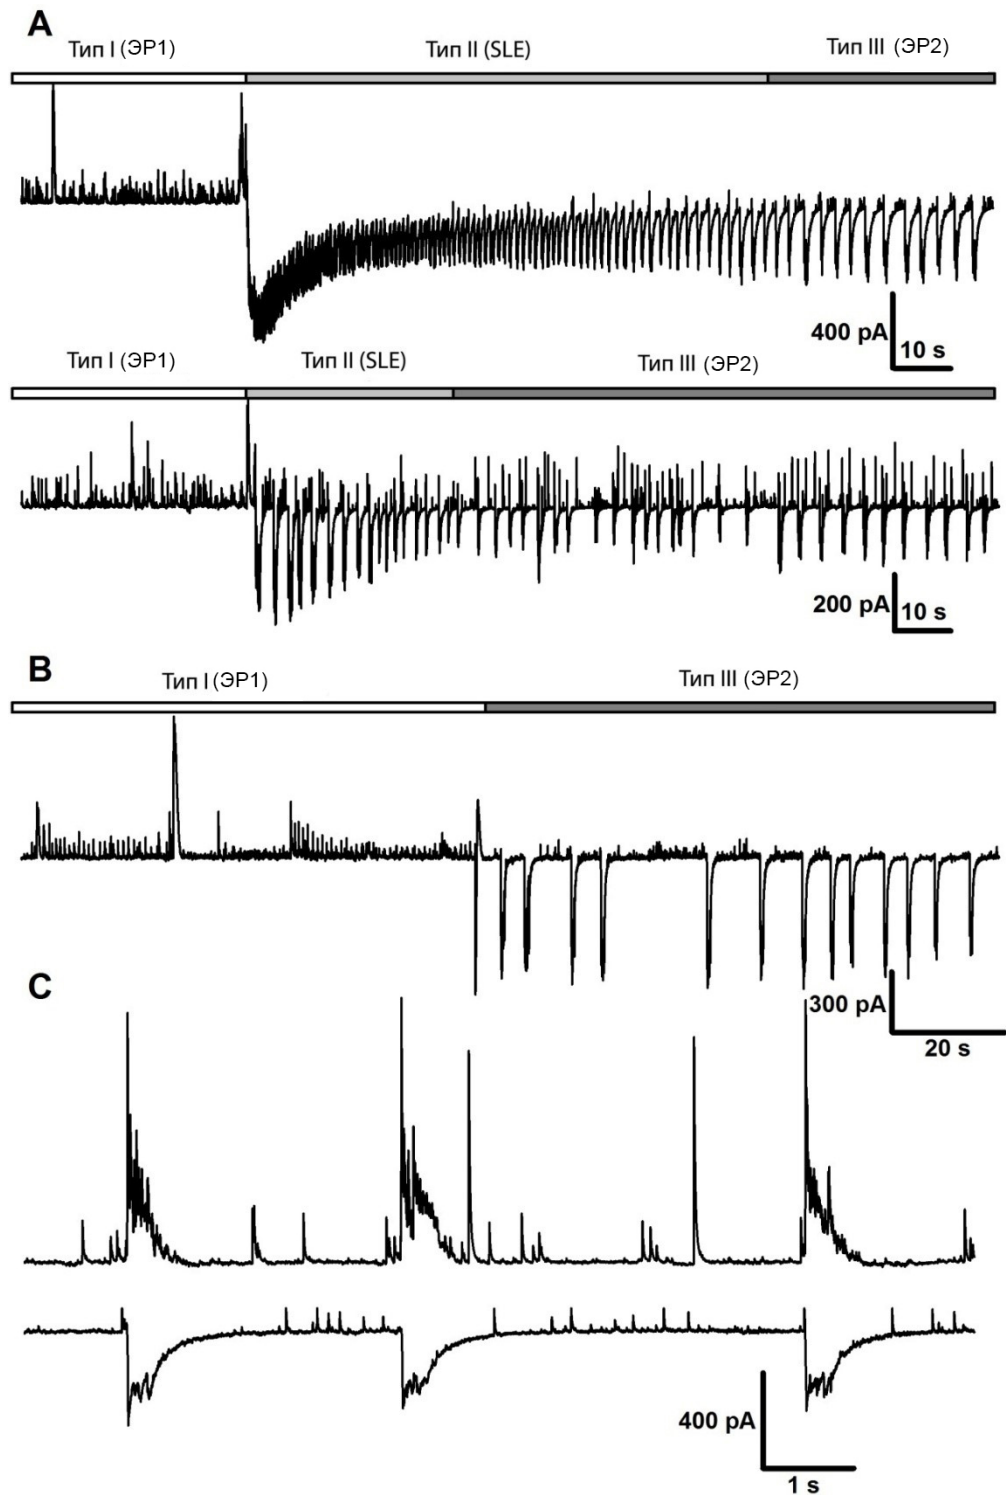 A
Тип I (ЭР1) Тип II (SLE) Тип III (ЭР2)
400 pA
10 s
Тип I (ЭР1) Тип II (SLE) Тип III (ЭР2)
200 pA
10 s
B
Тип I (ЭР1) Тип III (ЭР2)
C
300 pA
20 s
400 pA
1 s